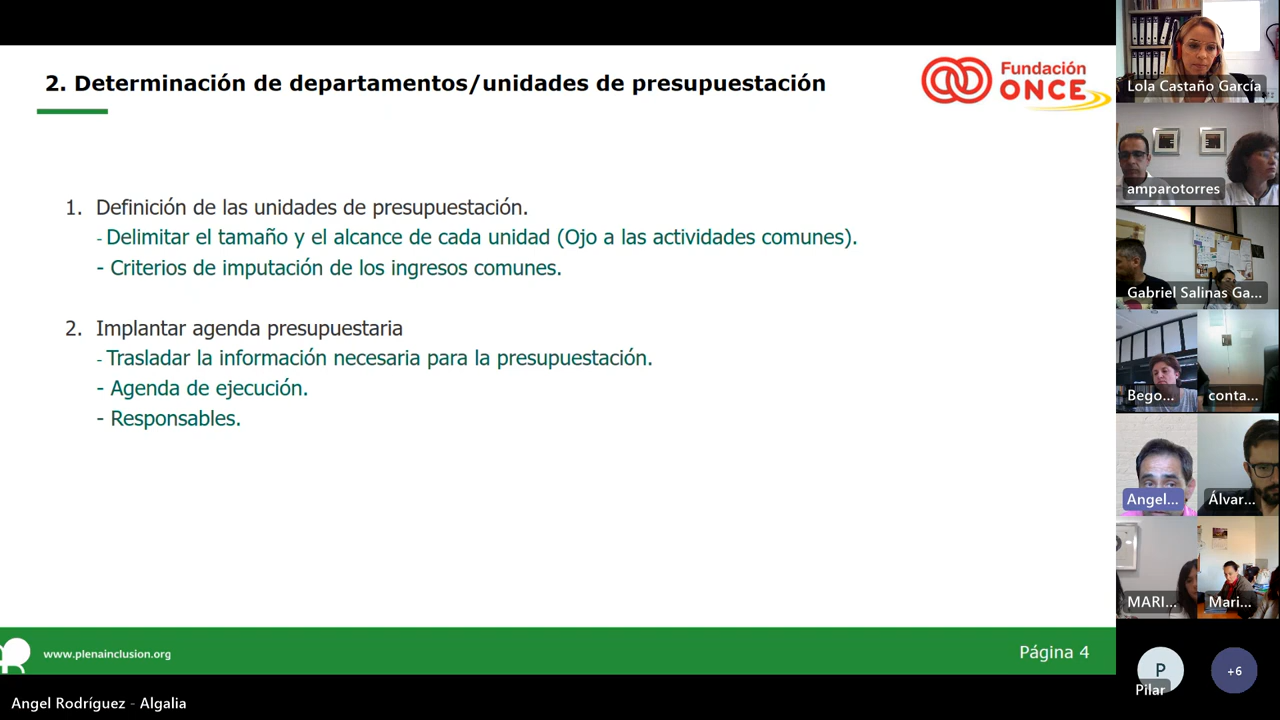 2. Determinación de departamentos/unidades de presupuestación
Fundación
ONCE
1. Definición de las unidades de presupuestación.
- Delimitar el tamaño y el alcance de cada unidad (Ojo a las actividades comunes).
- Criterios de imputación de los ingresos comunes.
2. Implantar agenda presupuestaria
- Trasladar la información necesaria para la presupuestación.
- Agenda de ejecución.
- Responsables.
www.plenainclusion.org
Página 4
Angel Rodríguez - Algalia
Lola Castaño García
amparotorres
Gabriel Salinas Ga...
Bego...
conta...
Angel...
Álvar...
MARI...
Mari...
P
Pilar
+6